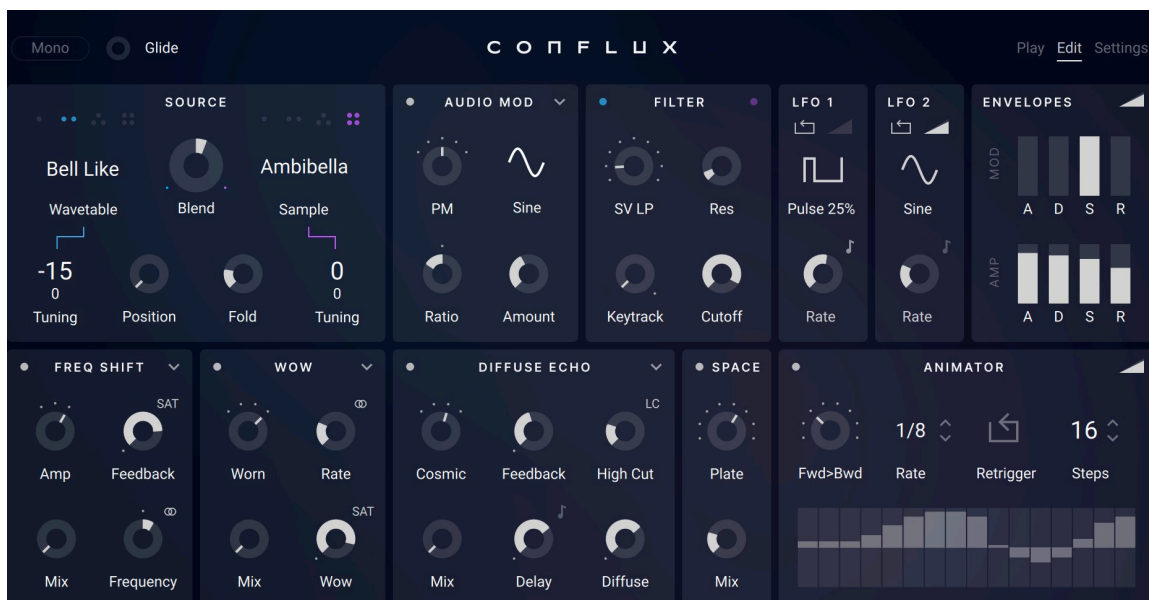 Mono Glide CONFLUX Play Edit Settings
SOURCE
Bell Like Ambibella
Wavetable Blend Sample
-15 0
0 0
Tuning Position Fold Tuning
AUDIO MOD
PM Sine
Ratio Amount
FILTER
SV LP Res
Keytrack Cutoff
LFO 1
Pulse 25%
Rate
LFO 2
Sine
Rate
ENVELOPES
MOD
A D S R
AMP
A D S R
FREQ SHIFT
SAT
Amp Feedback
Mix Frequency
WOW
Worn Rate
SAT
Mix Wow
DIFFUSE ECHO
LC
Cosmic Feedback High Cut
Mix Delay Diffuse
SPACE
Plate
Mix
ANIMATOR
1/8 16
Fwd>Bwd Rate Retrigger Steps